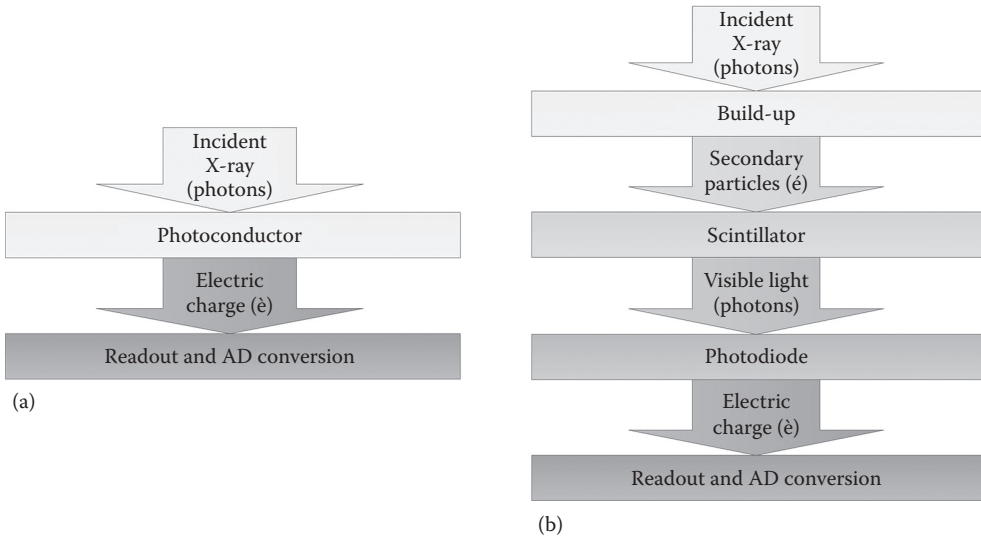 Incident
X-ray
(photons)
Photoconductor
Electric
charge (è)
Readout and AD conversion
(a)
Incident
X-ray
(photons)
Build-up
Secondary
particles (é)
Scintillator
Visible light
(photons)
Photodiode
Electric
charge (è)
Readout and AD conversion
(b)